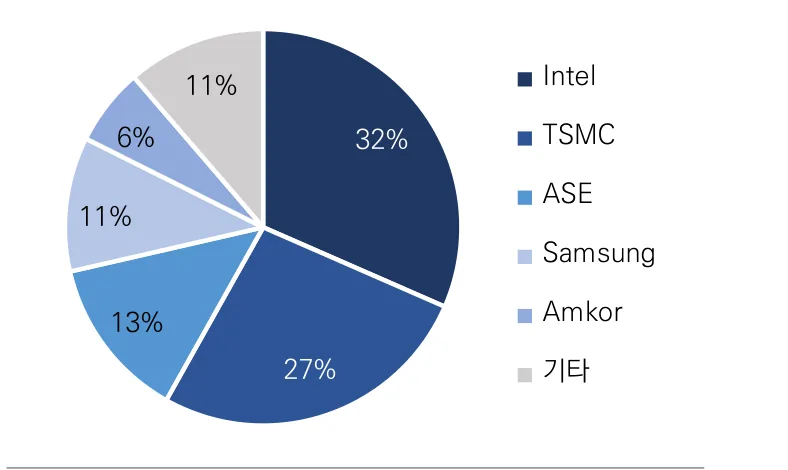 11%
32%
6%
11%
13%
27%
Intel
TSMC
ASE
Samsung
Amkor
기타